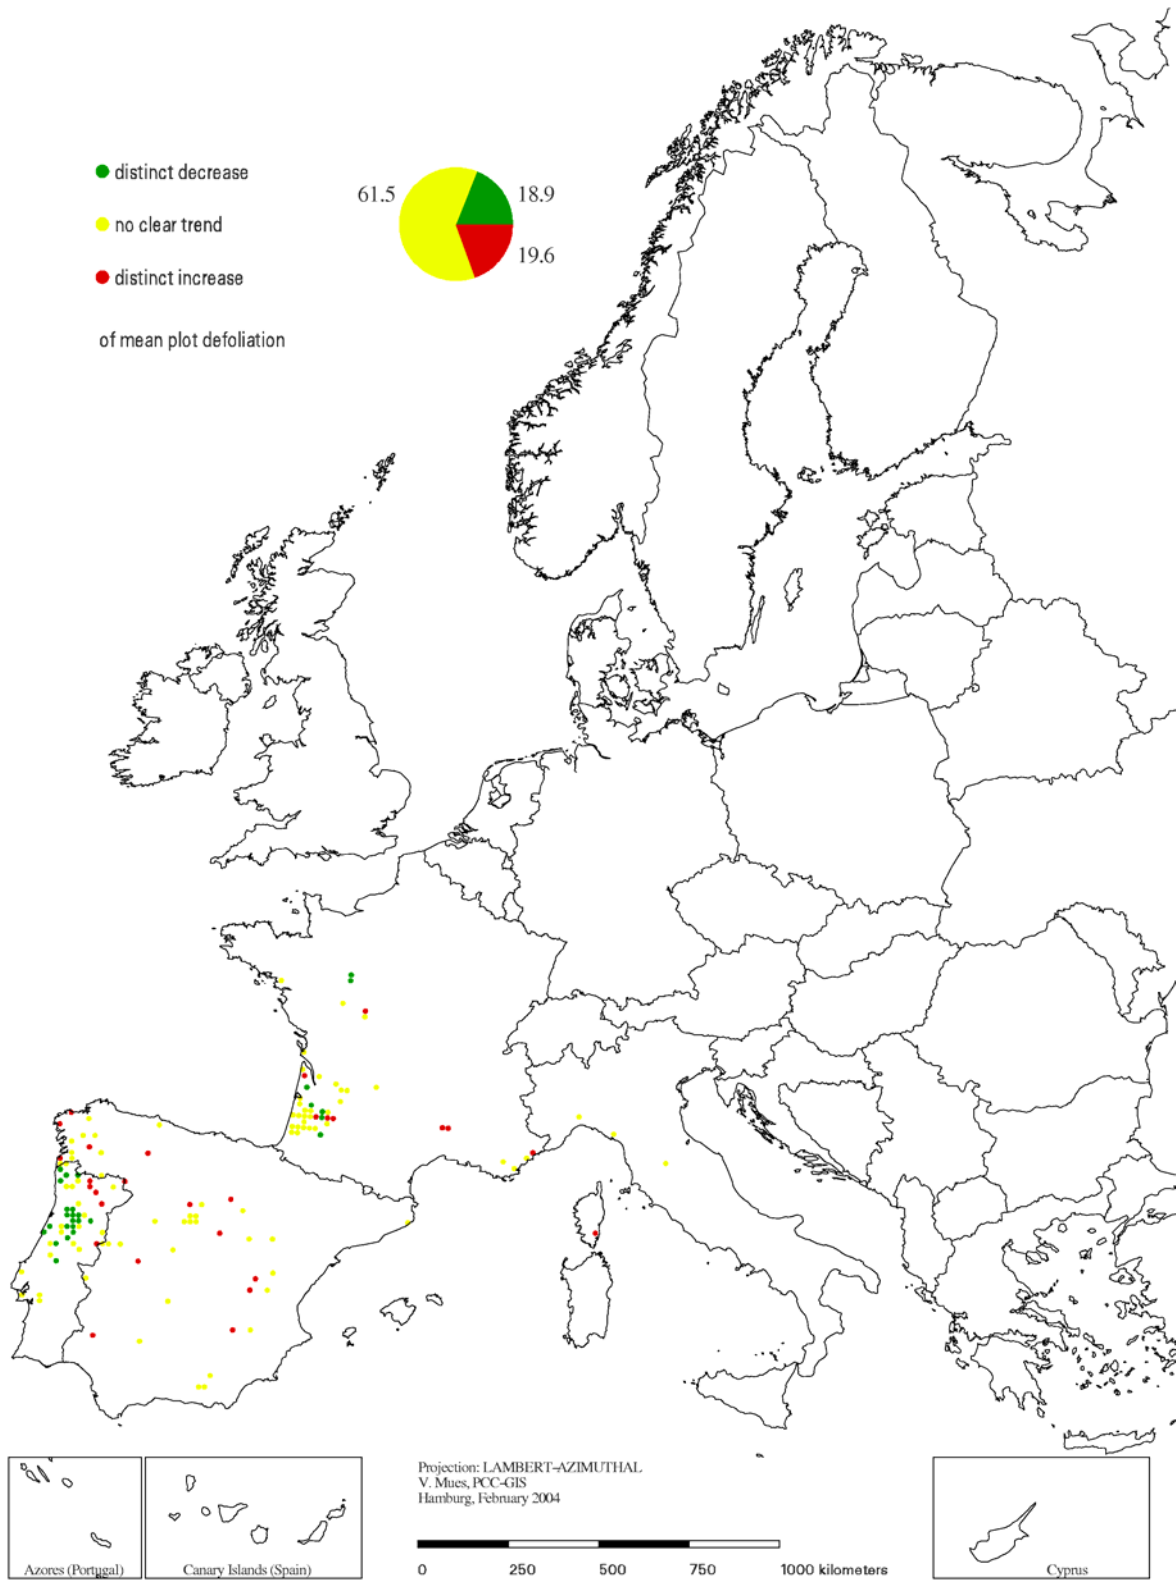 distinct decrease
no clear trend
distinct increase
of mean plot defoliation
61.5
18.9
19.6
Projection: LAMBERT-AZIMUTHAL
V. Mues, PCC-GIS
Hamburg, February 2004
0 250 500 750 1000 kilometers
Azores (Portugal)
Canary Islands (Spain)
Cyprus